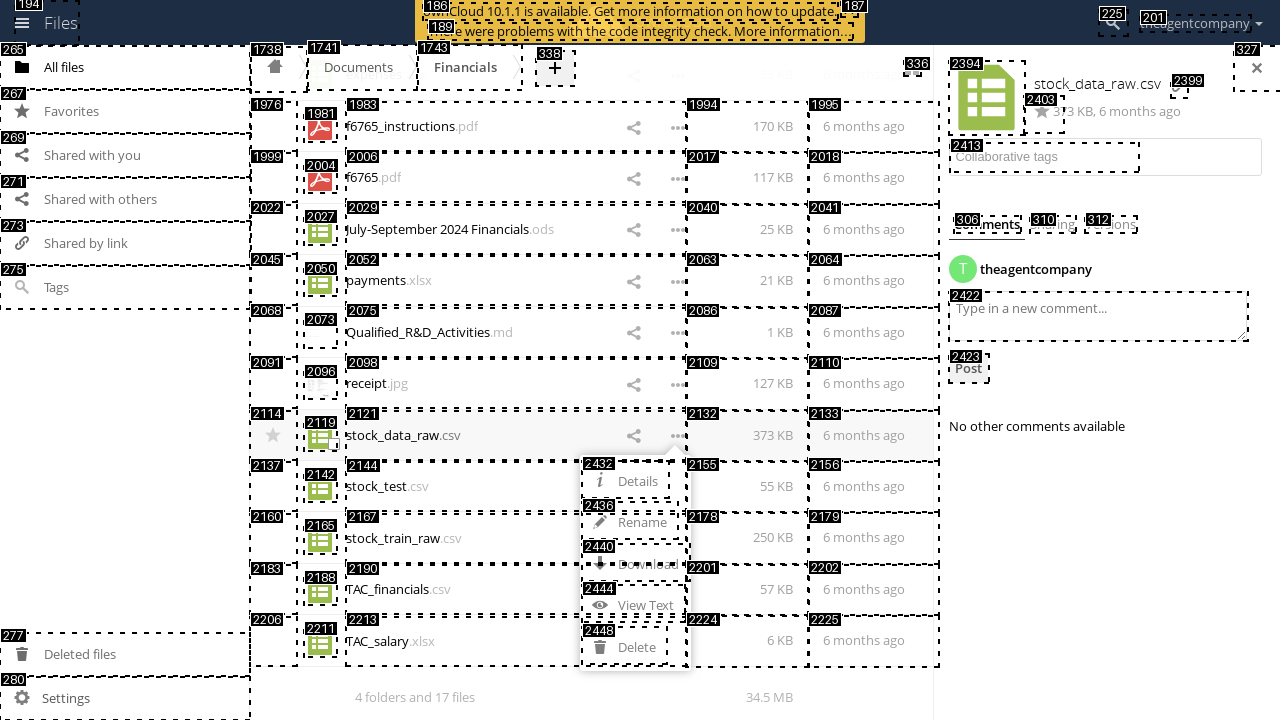 194
Files
186
ownCloud 10.1.1 is available. Get more information on how to update.
187
189
There were problems with the code integrity check. More information…
225
201
theagentcompany
265
All files
267
Favorites
269
Shared with you
271
Shared with others
273
Shared by link
275
Tags
277
Deleted files
280
Settings
1738
1741
Documents
1743
Financials
338
+
336
327
1976
1981
1983
f6765_instructions.pdf
1994
170 KB
1995
6 months ago
1999
2004
2006
f6765.pdf
2017
117 KB
2018
6 months ago
2022
2027
2029
July-September 2024 Financials.ods
2040
25 KB
2041
6 months ago
2045
2050
2052
payments.xlsx
2063
21 KB
2064
6 months ago
2068
2073
2075
Qualified_R&D_Activities.md
2086
1 KB
2087
6 months ago
2091
2096
2098
receipt.jpg
2109
127 KB
2110
6 months ago
2114
2119
2121
stock_data_raw.csv
2132
373 KB
2133
6 months ago
2137
2142
2144
stock_test.csv
2155
55 KB
2156
6 months ago
2160
2165
2167
stock_train_raw.csv
2178
250 KB
2179
6 months ago
2183
2188
2190
TAC_financials.csv
2201
57 KB
2202
6 months ago
2206
2211
2213
TAC_salary.xlsx
2224
6 KB
2225
6 months ago
2432
Details
2436
Rename
2440
Download
2444
View Text
2448
Delete
4 folders and 17 files
34.5 MB
2394
stock_data_raw.csv
2399
2403
373 KB, 6 months ago
2413
Collaborative tags
306
Comments
310
Sharing
312
Versions
T
theagentcompany
2422
Type in a new comment...
2423
Post
No other comments available